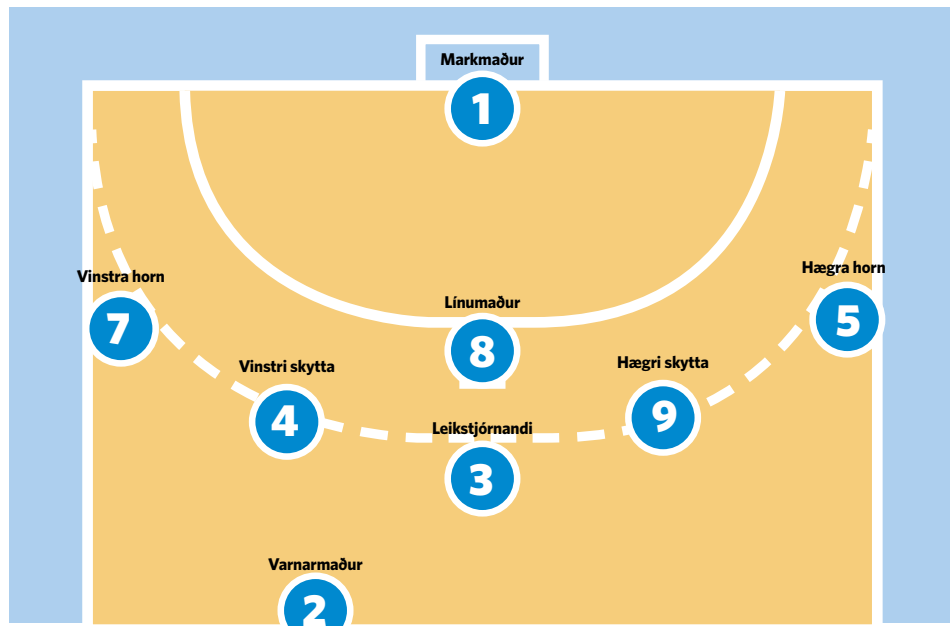 Markmaður
1
Vinstra horn
7
Hægra horn
5
Línumaður
8
Vinstri skytta
4
Hægri skytta
9
Leikstjórnandi
3
Varnarmaður
2